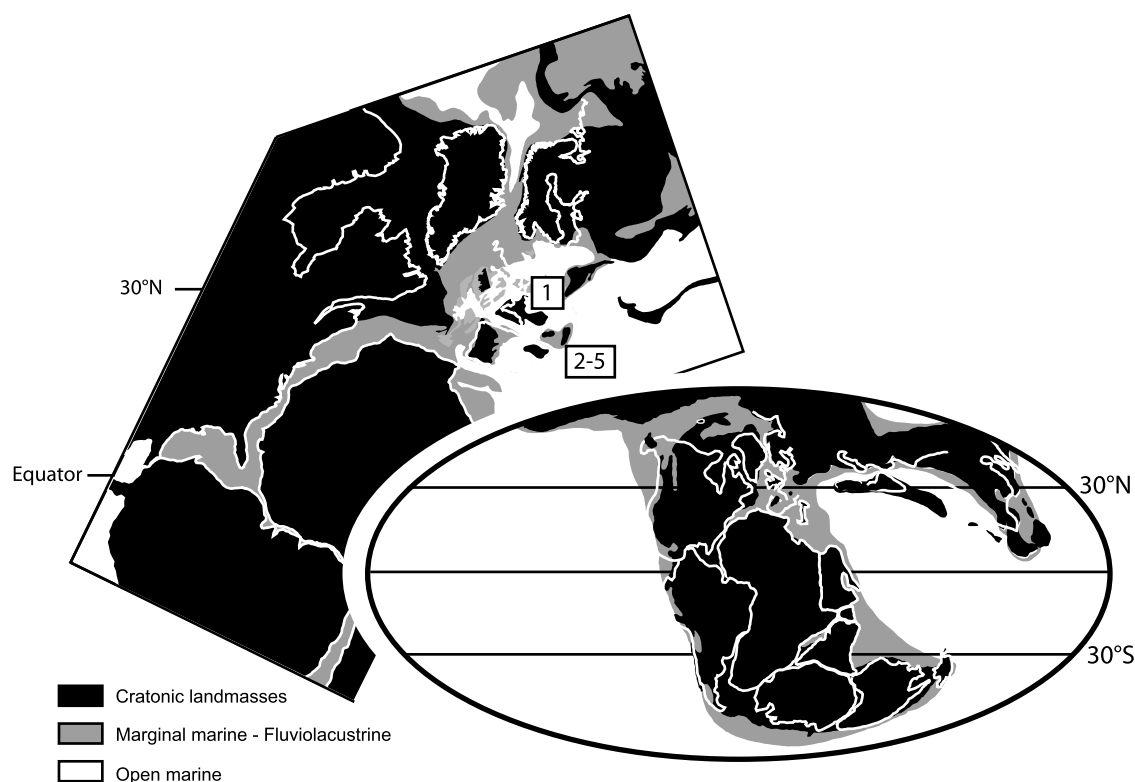 30°N
1
2-5
Equator
30°N
30°S
Cratonic landmasses
Marginal marine - Fluviolacustrine
Open marine